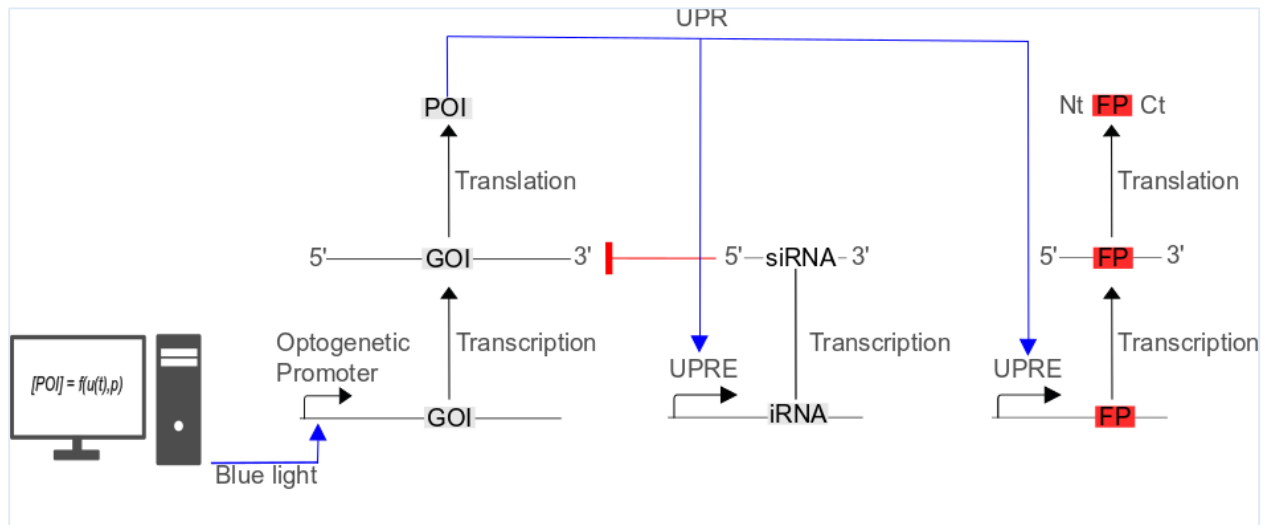 UPR
POI
Nt FP Ct
Translation
Translation
5' GOI 3'
5' siRNA 3'
5' FP 3'
Optogenetic
Promoter
Transcription
Transcription
Transcription
UPRE
UPRE
[POI] = f(u(t),p)
GOI
iRNA
FP
Blue light